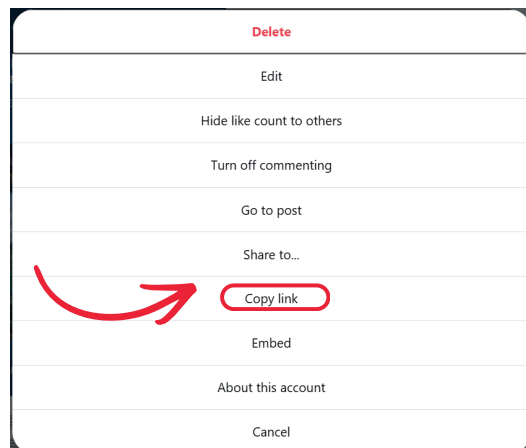 Delete
Edit
Hide like count to others
Turn off commenting
Go to post
Share to...
Copy link
Embed
About this account
Cancel